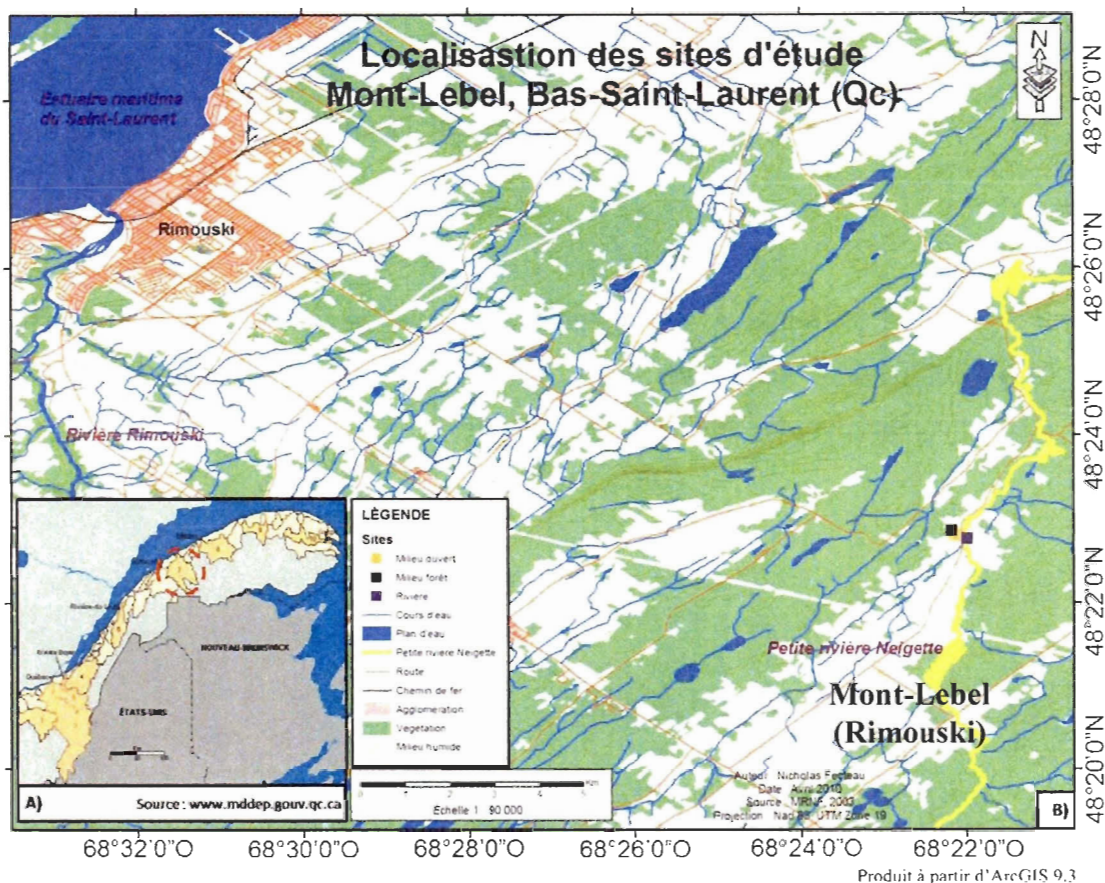 Localisastion des sites d'étude
Mont-Lebel, Bas-Saint-Laurent (Qc)
N
Estuaire maritime
du Saint-Laurent
Rimouski
Rivière Rimouski
Petite rivière Neigette
Mont-Lebel
(Rimouski)
48°28'0"N
48°26'0"N
48°24'0"N
48°22'0"N
48°20'0"N
NOUVEAU-BRUNSWICK
ÉTATS-UNIS
A)
Source : www.mddep.gouv.qc.ca
LÈGENDE
Sites
Milieu ouvert
Milieu forêt
Rivière
Cours d'eau
Plan d'eau
Petite rivière Neigette
Route
Chemin de fer
Agglomération
Végétation
Milieu humide
Km
Echelle 1 90 000
Auteur Nicholas Fecteau
Date Avril 2010
Source MRNF, 2003
Projection Nad 83 UTM Zone 19
B)
68°32'0"O
68°30'0"O
68°28'0"O
68°26'0"O
68°24'0"O
68°22'0"O
Produit à partir d'ArcGIS 9.3